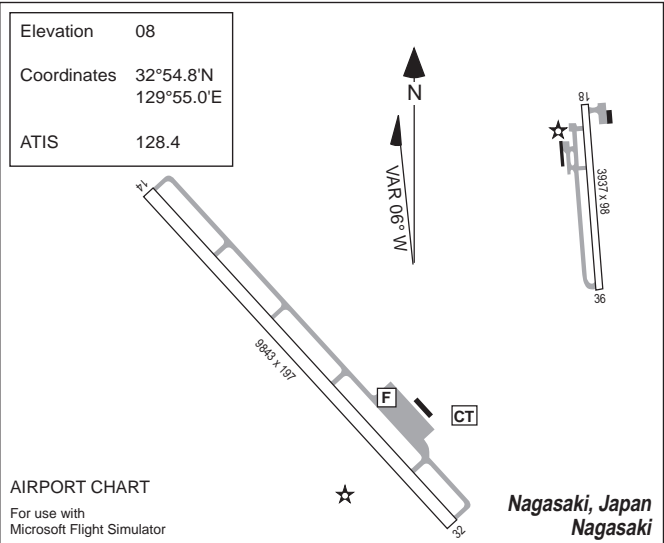 Elevation 08
Coordinates 32°54.8'N
129°55.0'E
ATIS 128.4
N
VAR 06° W
18
3937 x 98
36
14
9843 x 197
F
CT
32
AIRPORT CHART
For use with
Microsoft Flight Simulator
Nagasaki, Japan
Nagasaki